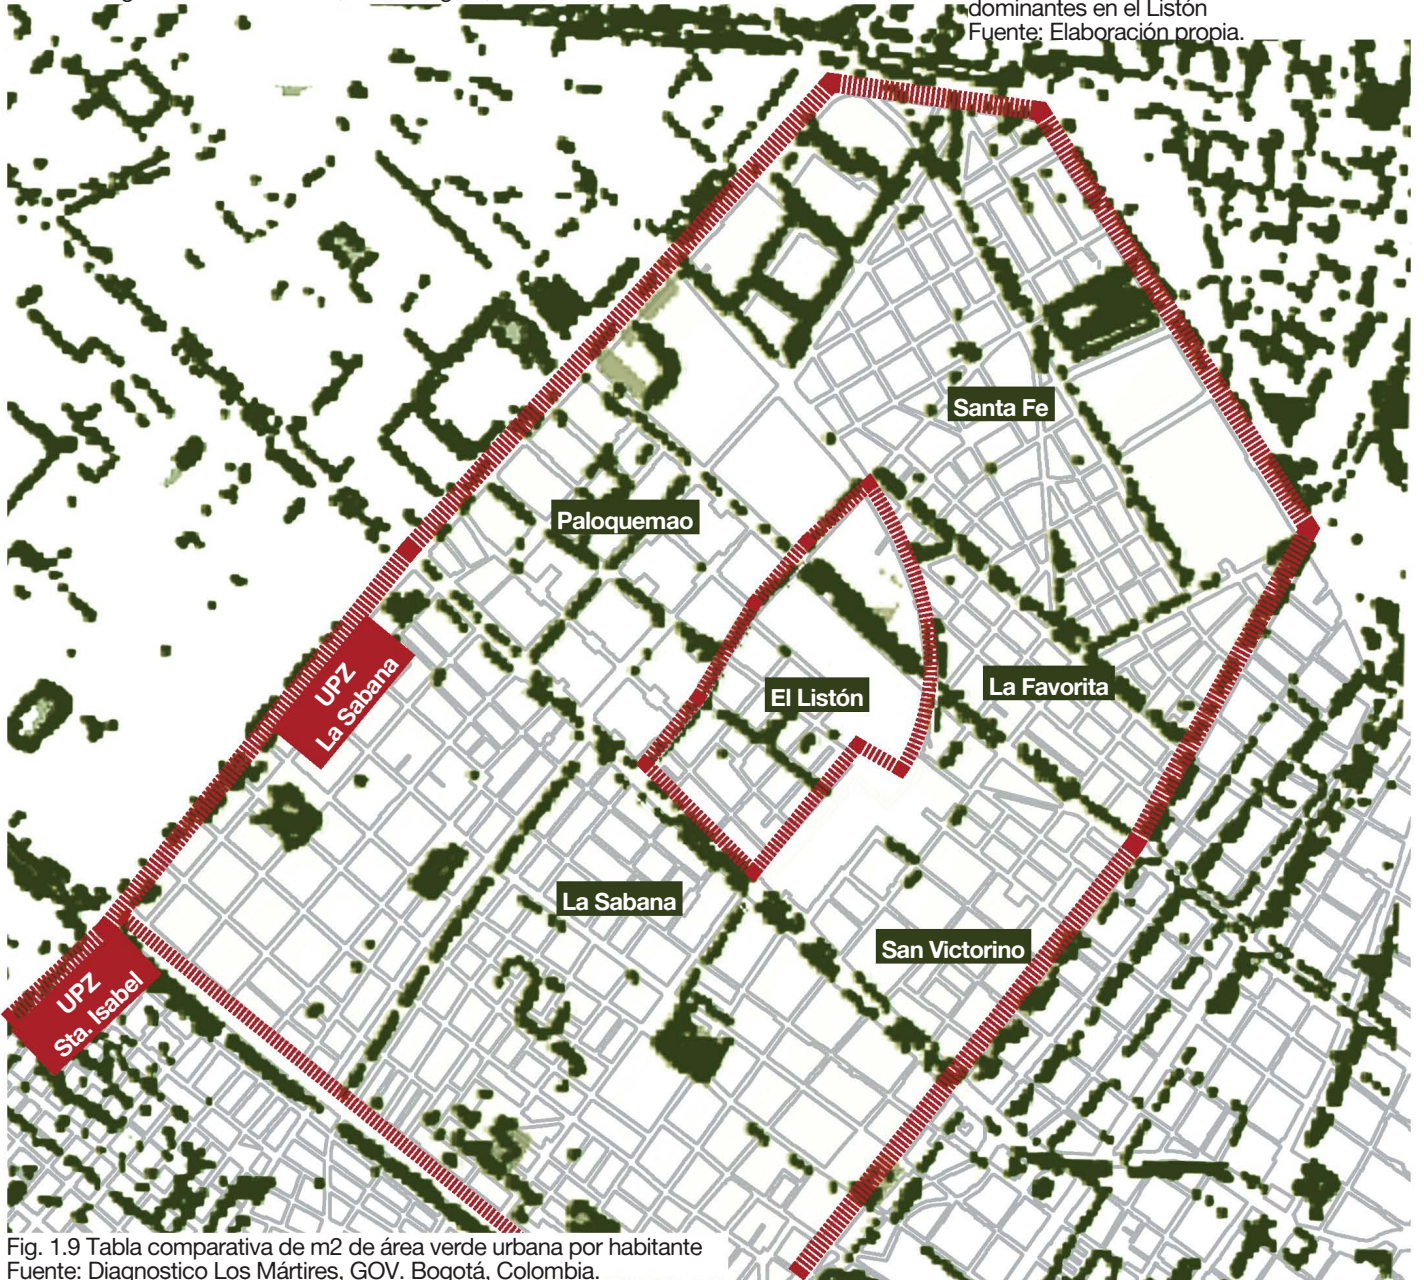 dominantes en el Listón
Fuente: Elaboración propia.
Santa Fe
Paloquemao
UPZ
La Sabana
El Listón
La Favorita
La Sabana
San Victorino
UPZ
Sta. Isabel
Fig. 1.9 Tabla comparativa de m2 de área verde urbana por habitante
Fuente: Diagnostico Los Mártires, GOV. Bogotá, Colombia.